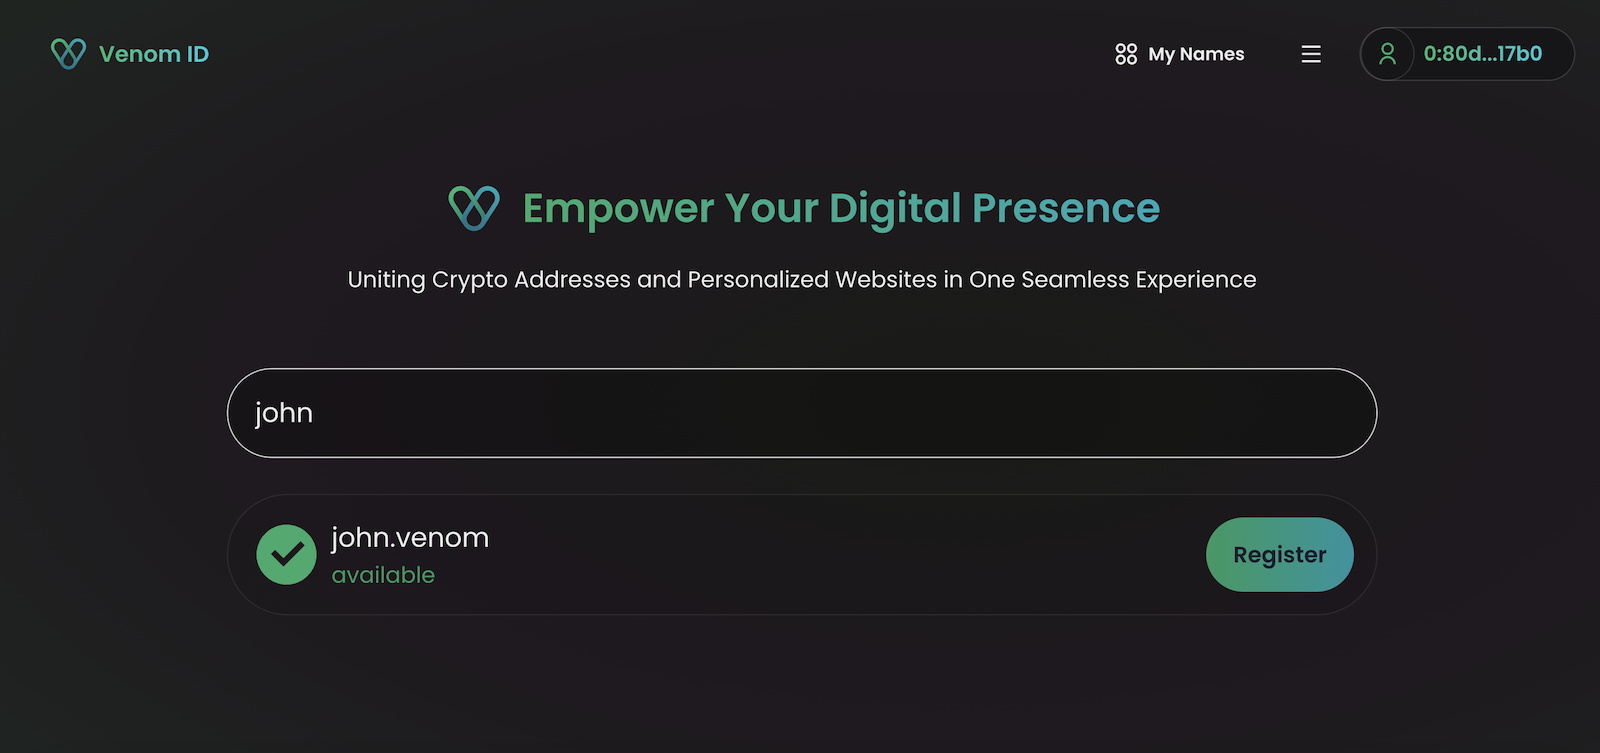 Venom ID
My Names
0:80d...17b0
Empower Your Digital Presence
Uniting Crypto Addresses and Personalized Websites in One Seamless Experience
john
john.venom
available
Register